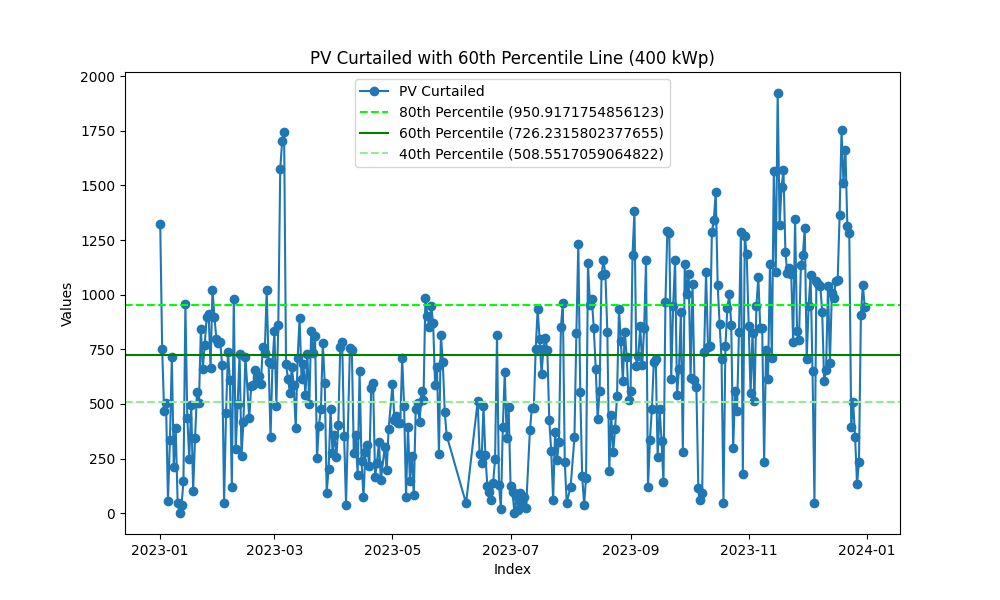 PV Curtailed with 60th Percentile Line (400 kWp)
PV Curtailed
80th Percentile (950.9171754856123)
60th Percentile (726.2315802377655)
40th Percentile (508.5517059064822)
Values
2000
1750
1500
1250
1000
750
500
250
0
2023-01 2023-03 2023-05 2023-07 2023-09 2023-11 2024-01
Index